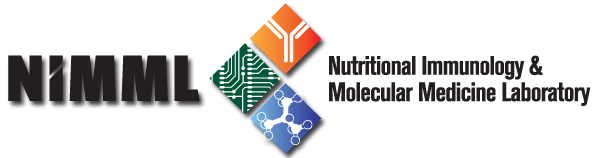 NIMML
Nutritional Immunology &
Molecular Medicine Laboratory